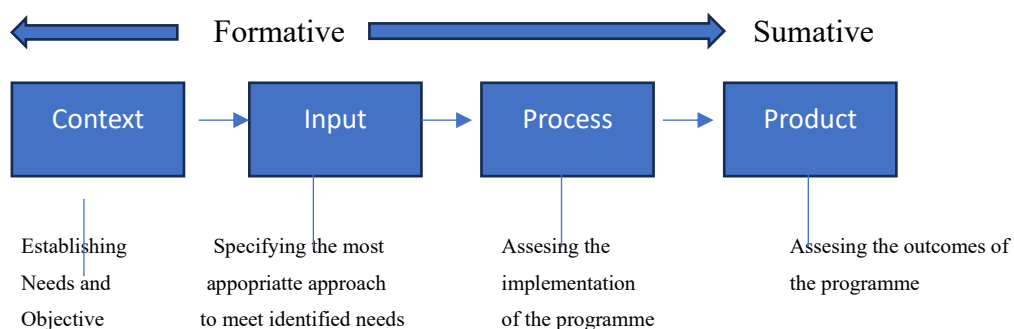 Formative
Sumative
Context
Input
Process
Product
Establishing
Needs and
Objective
Specifying the most
appopriatte approach
to meet identified needs
Assesing the
implementation
of the programme
Assesing the outcomes of
the programme